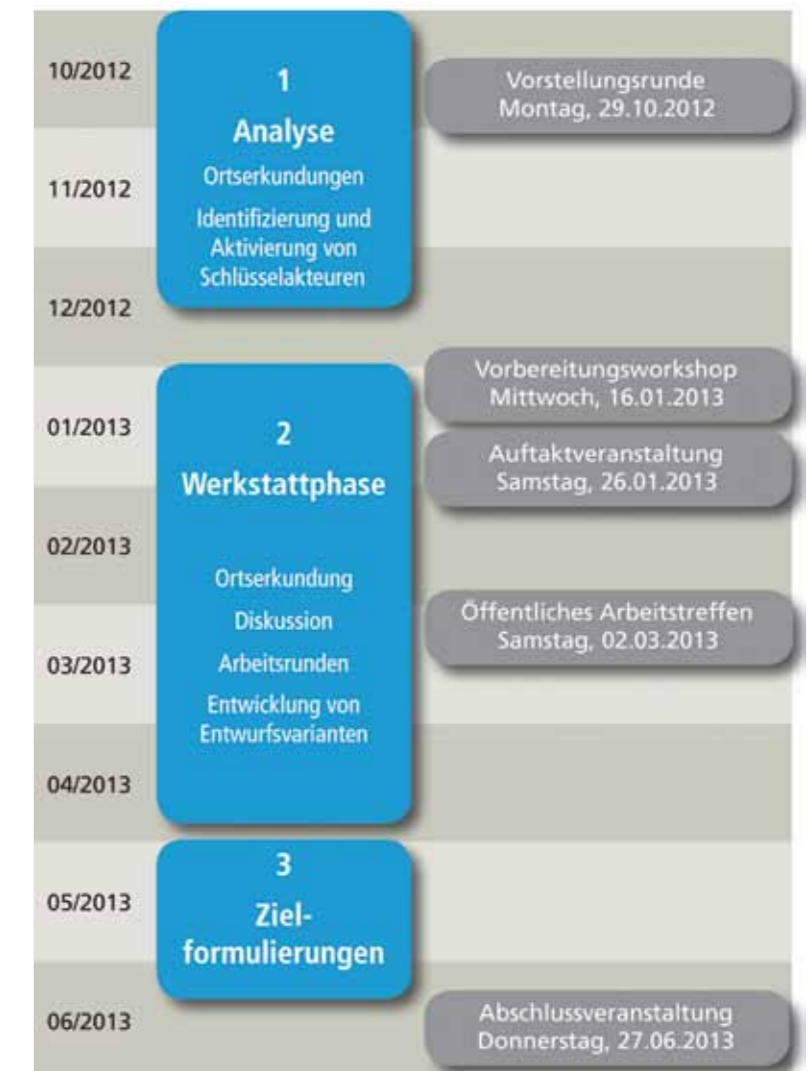 10/2012
11/2012
12/2012
01/2013
02/2013
03/2013
04/2013
05/2013
06/2013
1
Analyse
Ortserkundungen
Identifizierung und
Aktivierung von
Schlüsselakteuren
2
Werkstattphase
Ortserkundung
Diskussion
Arbeitsrunden
Entwicklung von
Entwurfsvarianten
3
Ziel-
formulierungen
Vorstellungsrunde
Montag, 29.10.2012
Vorbereitungsworkshop
Mittwoch, 16.01.2013
Auftaktveranstaltung
Samstag, 26.01.2013
Öffentliches Arbeitstreffen
Samstag, 02.03.2013
Abschlussveranstaltung
Donnerstag, 27.06.2013